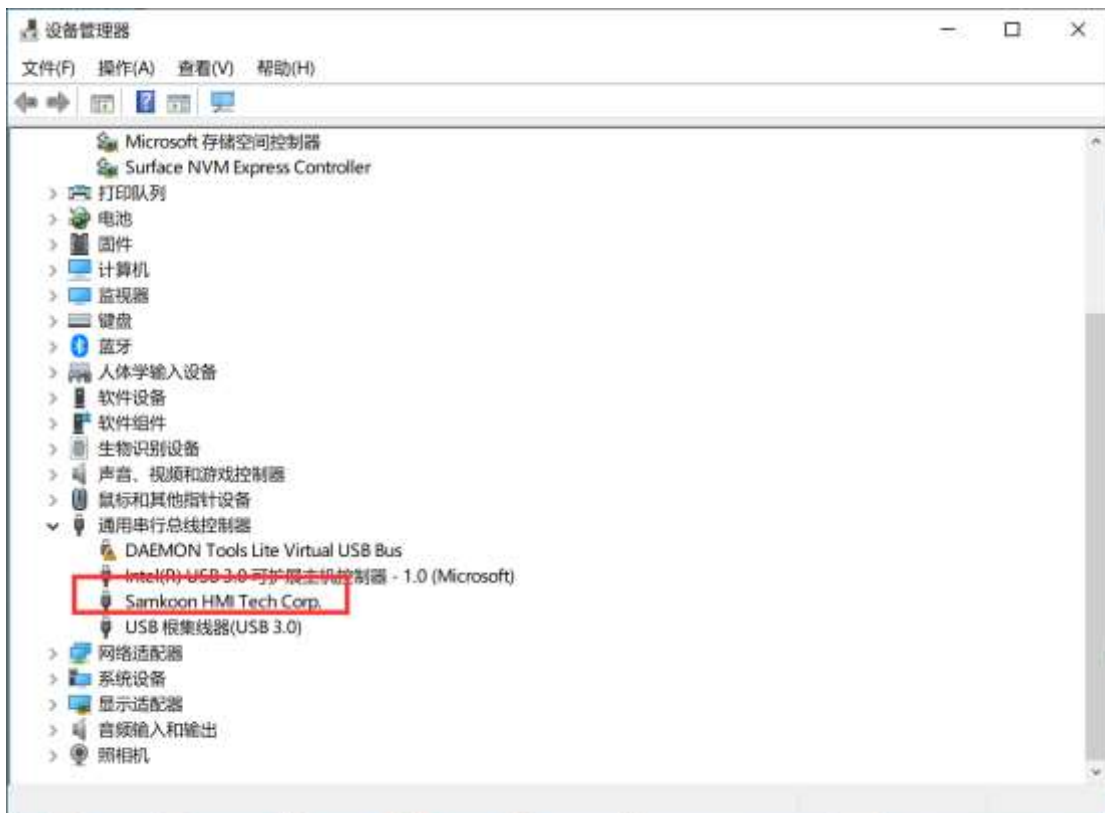 设备管理器
文件(F) 操作(A) 查看(V) 帮助(H)
Microsoft 存储空间控制器
Surface NVM Express Controller
打印队列
电池
固件
计算机
监视器
键盘
蓝牙
人体学输入设备
软件设备
软件组件
生物识别设备
声音、视频和游戏控制器
鼠标和其他指针设备
通用串行总线控制器
DAEMON Tools Lite Virtual USB Bus
Intel(R) USB 3.0 可扩展主机控制器 - 1.0 (Microsoft)
Samkoon HMI Tech Corp.
USB 根集线器(USB 3.0)
网络适配器
系统设备
显示适配器
音频输入和输出
照相机